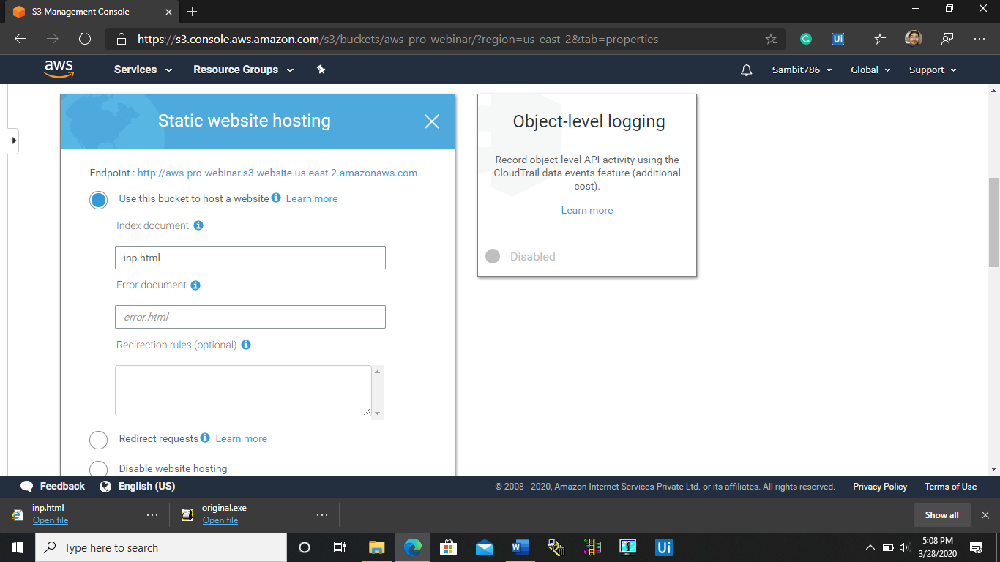 S3 Management Console
https://s3.console.aws.amazon.com/s3/buckets/aws-pro-webinar/?region=us-east-2&tab=properties
G
Ui
aws
Services
Resource Groups
Sambit786
Global
Support
Static website hosting
Endpoint : http://aws-pro-webinar.s3-website.us-east-2.amazonaws.com
Use this bucket to host a website Learn more
Index document
inp.html
Error document
error.html
Redirection rules (optional)
Redirect requests Learn more
Disable website hosting
Object-level logging
Record object-level API activity using the
CloudTrail data events feature (additional
cost).
Learn more
Disabled
Feedback
English (US)
© 2008 - 2020, Amazon Internet Services Private Ltd. or its affiliates. All rights reserved.
Privacy Policy
Terms of Use
inp.html
Open file
original.exe
Open file
Show all
Type here to search
Ui
5:08 PM
3/28/2020